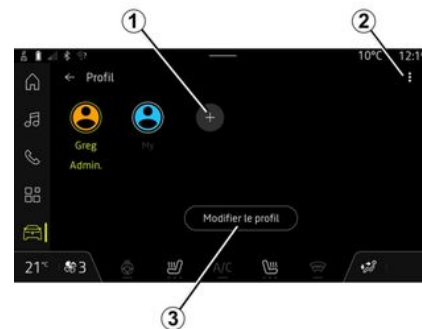 1
2
10°C 12:1
← Profil
Greg
My
Admin.
Modifier le profil
21°C 3 A/C
3